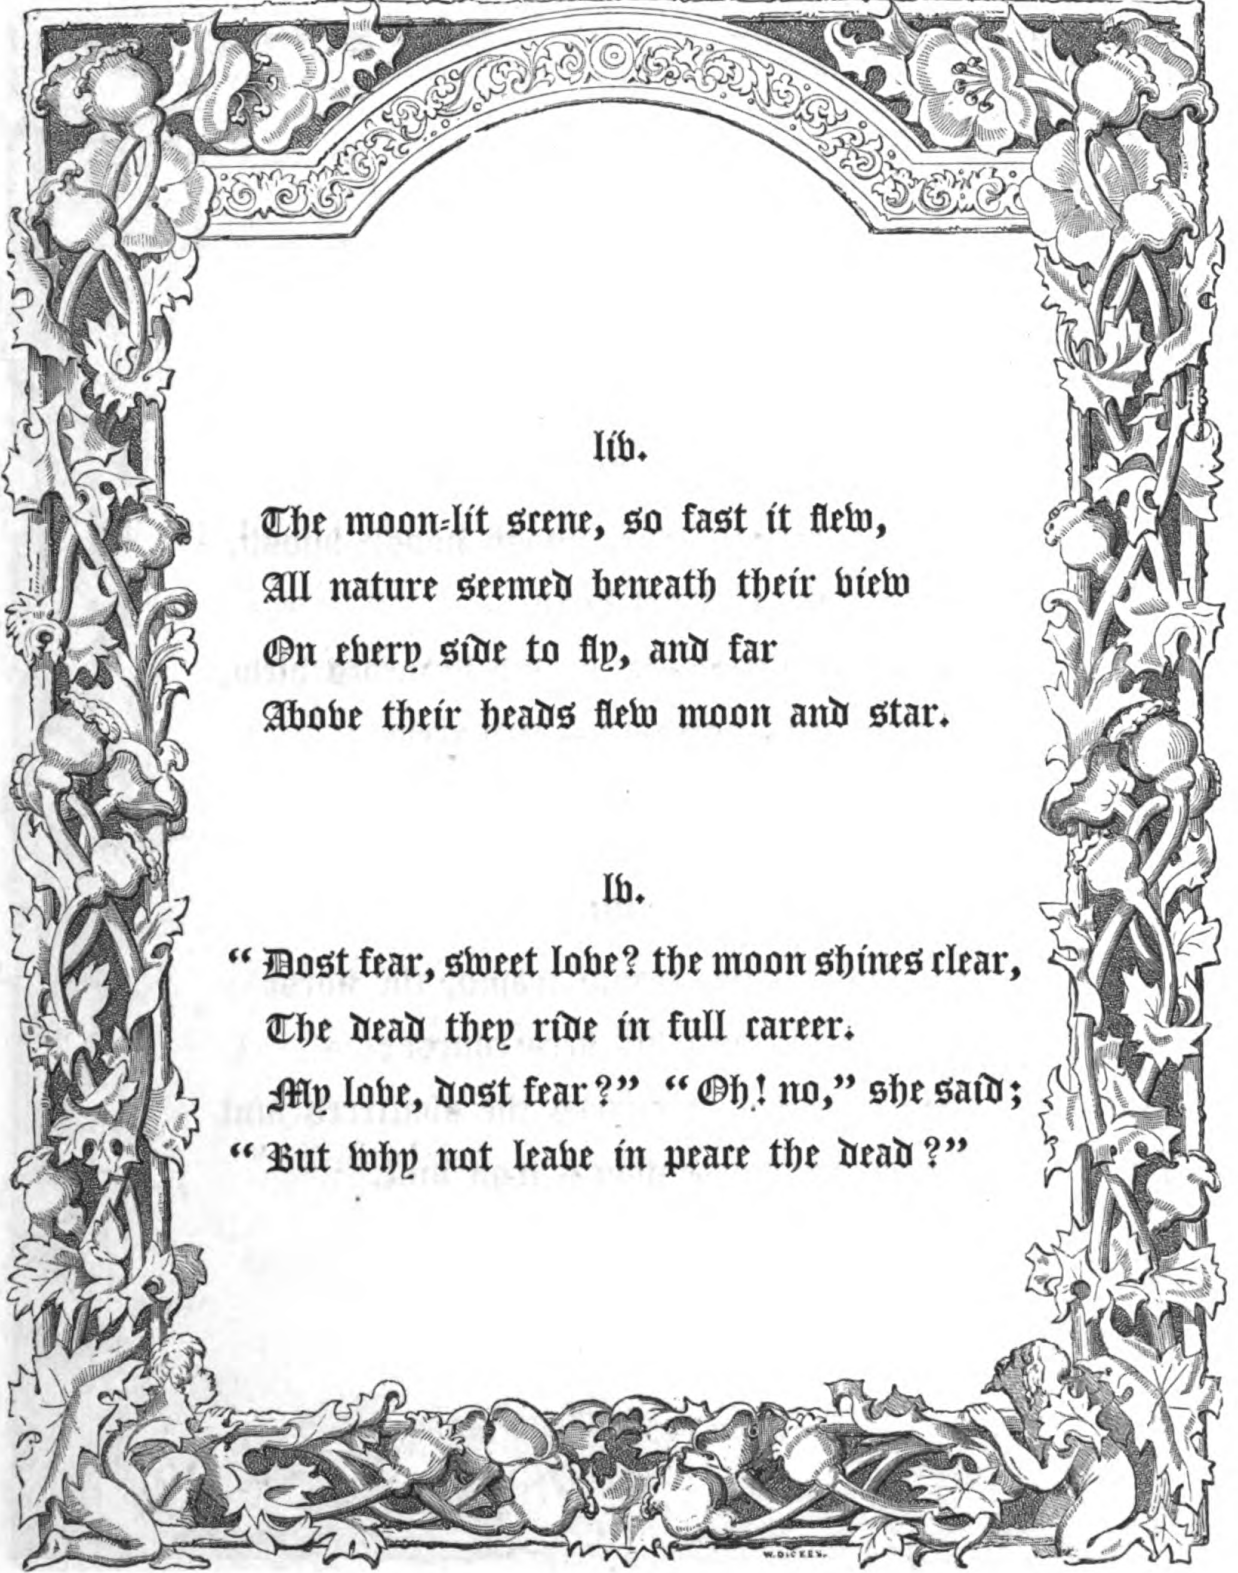 liv.
The moon-lit scene, so fast it flew,
All nature seemed beneath their view
On every side to fly, and far
Above their heads flew moon and star.
lv.
“Dost fear, sweet love? the moon shines clear,
The dead they ride in full career.
My love, dost fear?” “Oh! no,” she said;
“But why not leave in peace the dead?”
W. DICKES.